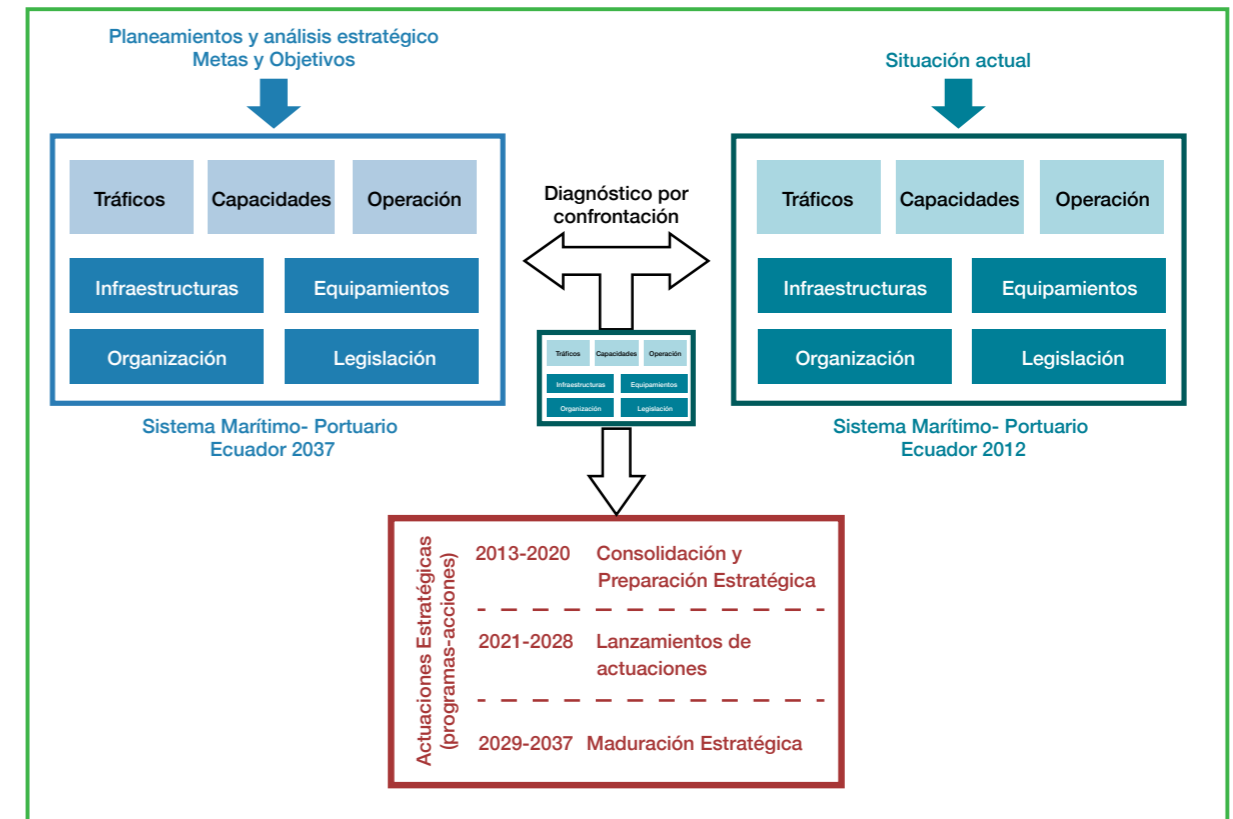 Planeamientos y análisis estratégico
Metas y Objetivos
Tráficos
Capacidades
Operación
Infraestructuras
Equipamientos
Organización
Legislación
Sistema Marítimo- Portuario
Ecuador 2037
Diagnóstico por
confrontación
Tráficos
Capacidades
Operación
Infraestructuras
Equipamientos
Organización
Legislación
Situación actual
Tráficos
Capacidades
Operación
Infraestructuras
Equipamientos
Organización
Legislación
Sistema Marítimo- Portuario
Ecuador 2012
Actuaciones Estratégicas
(programas-acciones)
2013-2020 Consolidación y
Preparación Estratégica
2021-2028 Lanzamientos de
actuaciones
2029-2037 Maduración Estratégica